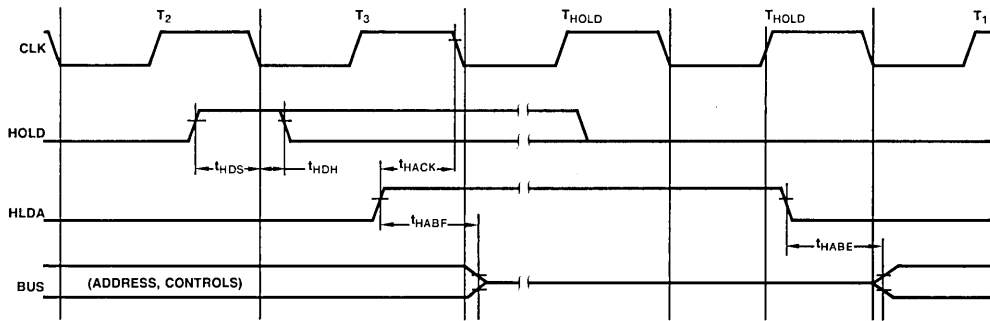 T2 T3 THOLD THOLD T1
CLK
HOLD
tHDS tHDH tHACK
HLDA
tHABF
tHABE
BUS (ADDRESS, CONTROLS)